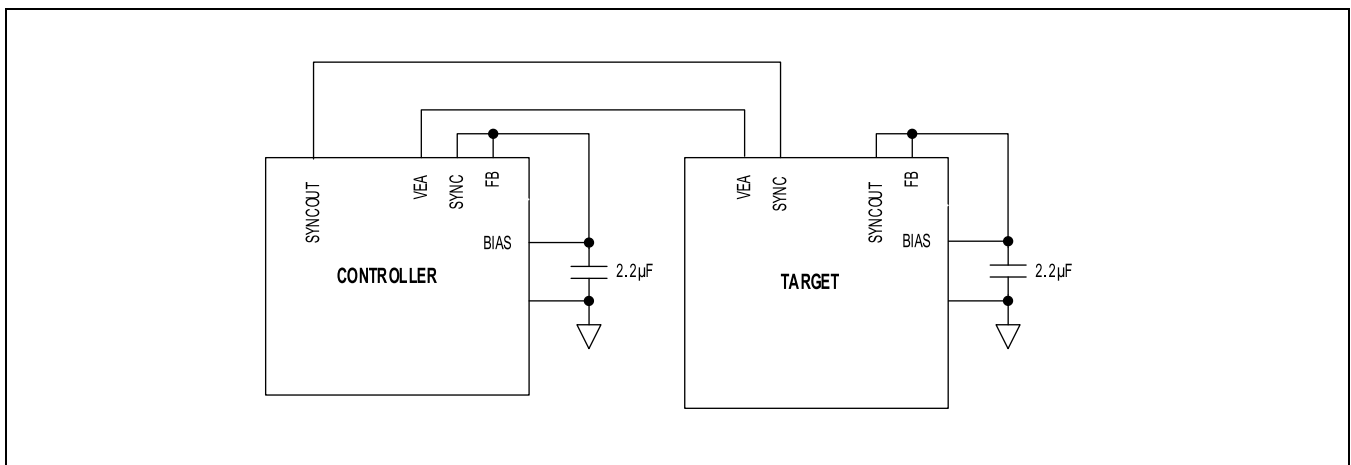 SYNCOUT
VEA
SYNC
FB
BIAS
CONTROLLER
2.2µF
VEA
SYNC
SYNCOUT
FB
BIAS
TARGET
2.2µF